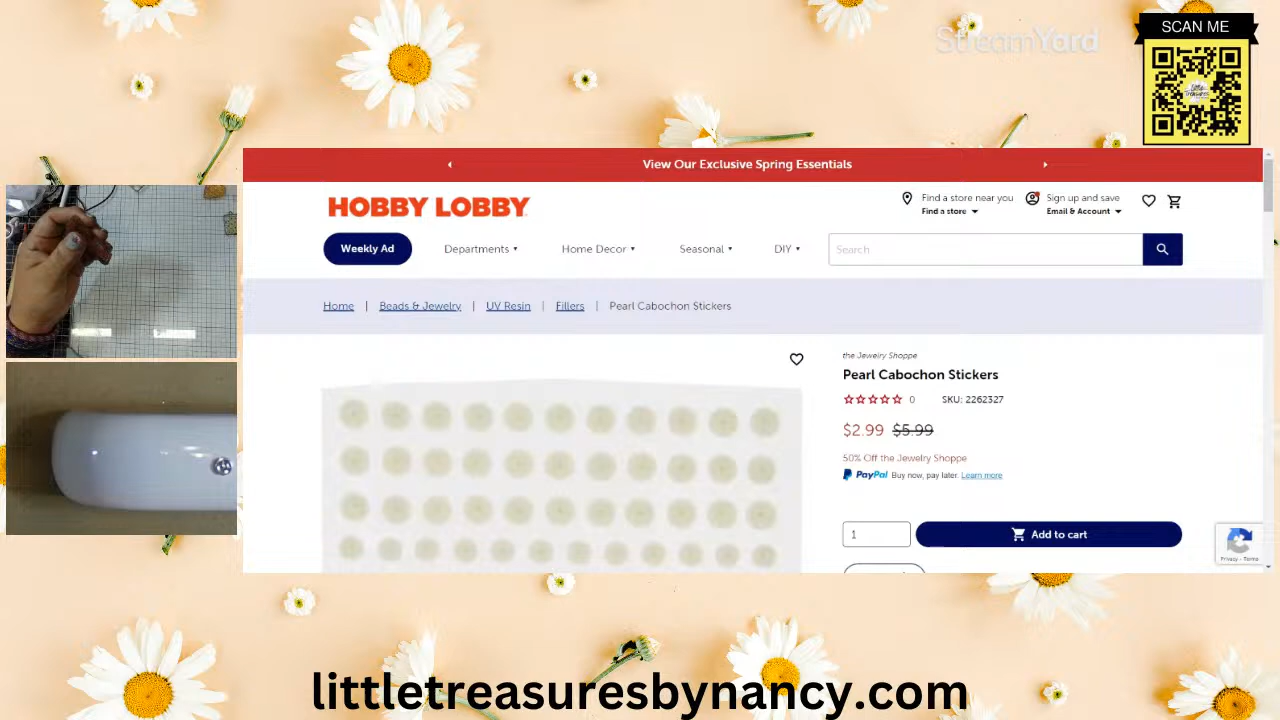 StreamYard
SCAN ME
View Our Exclusive Spring Essentials
HOBBY LOBBY
Find a store near you
Find a store
Sign up and save
Email & Account
Weekly Ad
Departments
Home Decor
Seasonal
DIY
Search
Home | Beads & Jewelry | UV Resin | Fillers | Pearl Cabochon Stickers
the Jewelry Shoppe
Pearl Cabochon Stickers
0 SKU: 2262327
$2.99 $5.99
50% Off the Jewelry Shoppe
PayPal Buy now, pay later. Learn more
1
Add to cart
Privacy - Terms
littletreasuresbynancy.com